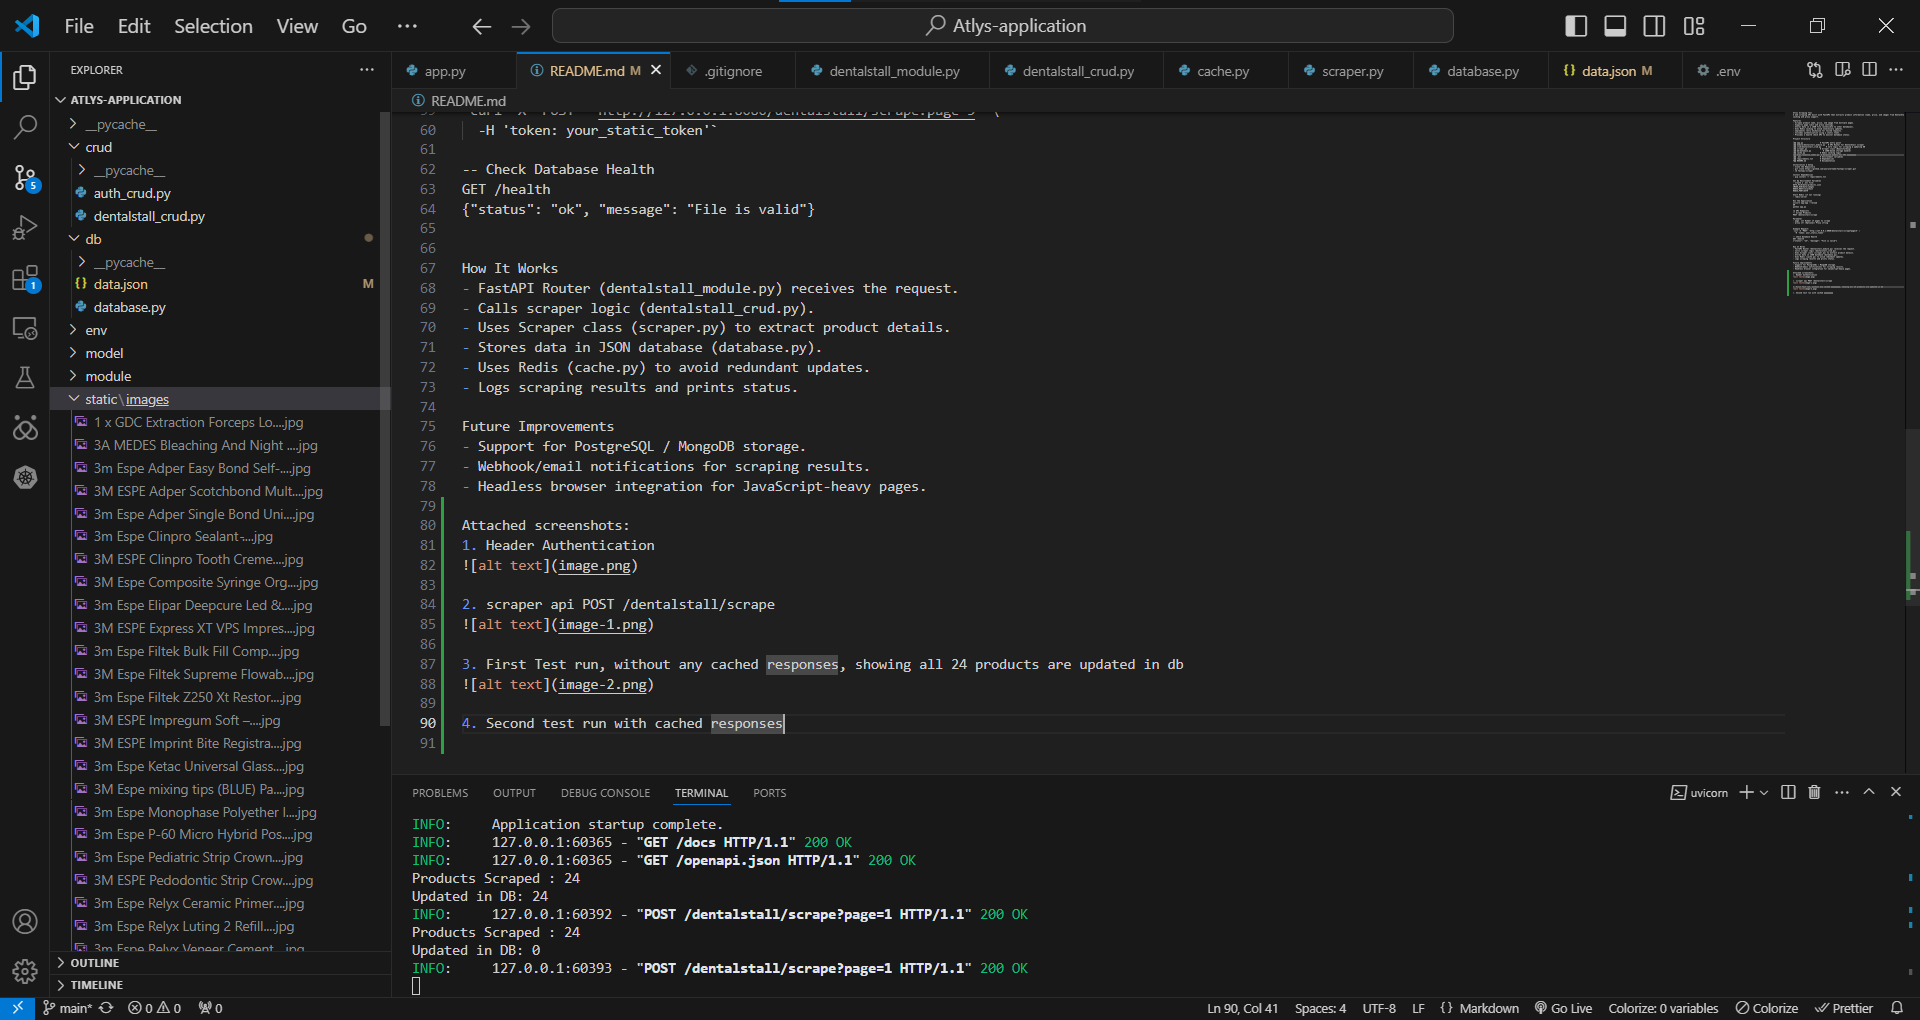 File Edit Selection View Go ···
Atlys-application
EXPLORER
ATLYS-APPLICATION
__pycache__
crud
__pycache__
auth_crud.py
dentalstall_crud.py
db
__pycache__
data.json M
database.py
env
model
module
static\images
1 x GDC Extraction Forceps Lo....jpg
3A MEDES Bleaching And Night ....jpg
3m Espe Adper Easy Bond Self-....jpg
3M ESPE Adper Scotchbond Mult....jpg
3m Espe Adper Single Bond Uni....jpg
3m Espe Clinpro Sealant-...jpg
3M ESPE Clinpro Tooth Creme....jpg
3M Espe Composite Syringe Org....jpg
3m Espe Elipar Deepcure Led &....jpg
3M ESPE Express XT VPS Impres....jpg
3m Espe Filtek Bulk Fill Comp....jpg
3m Espe Filtek Supreme Flowab....jpg
3m Espe Filtek Z250 Xt Restor....jpg
3M ESPE Impregum Soft –....jpg
3M ESPE Imprint Bite Registra....jpg
3m Espe Ketac Universal Glass....jpg
3M Espe mixing tips (BLUE) Pa....jpg
3m Espe Monophase Polyether I....jpg
3m Espe P-60 Micro Hybrid Pos....jpg
3m Espe Pediatric Strip Crown....jpg
3M ESPE Pedodontic Strip Crow....jpg
3m Espe Relyx Ceramic Primer....jpg
3m Espe Relyx Luting 2 Refill....jpg
3m Espe Relyx Veneer Cement....jpg
OUTLINE
TIMELINE
5
1
app.py README.md M .gitignore dentalstall_module.py dentalstall_crud.py cache.py scraper.py database.py data.json M .env
README.md
60 -H 'token: your_static_token'`
61
62 -- Check Database Health
63 GET /health
64 {"status": "ok", "message": "File is valid"}
65
66
67 How It Works
68 - FastAPI Router (dentalstall_module.py) receives the request.
69 - Calls scraper logic (dentalstall_crud.py).
70 - Uses Scraper class (scraper.py) to extract product details.
71 - Stores data in JSON database (database.py).
72 - Uses Redis (cache.py) to avoid redundant updates.
73 - Logs scraping results and prints status.
74
75 Future Improvements
76 - Support for PostgreSQL / MongoDB storage.
77 - Webhook/email notifications for scraping results.
78 - Headless browser integration for JavaScript-heavy pages.
79
80 Attached screenshots:
81 1. Header Authentication
82 ![alt text](image.png)
83
84 2. scraper api POST /dentalstall/scrape
85 ![alt text](image-1.png)
86
87 3. First Test run, without any cached responses, showing all 24 products are updated in db
88 ![alt text](image-2.png)
89
90 4. Second test run with cached responses
91
PROBLEMS OUTPUT DEBUG CONSOLE TERMINAL PORTS
uvicorn
INFO: Application startup complete.
INFO: 127.0.0.1:60365 - "GET /docs HTTP/1.1" 200 OK
INFO: 127.0.0.1:60365 - "GET /openapi.json HTTP/1.1" 200 OK
Products Scraped : 24
Updated in DB: 24
INFO: 127.0.0.1:60392 - "POST /dentalstall/scrape?page=1 HTTP/1.1" 200 OK
Products Scraped : 24
Updated in DB: 0
INFO: 127.0.0.1:60393 - "POST /dentalstall/scrape?page=1 HTTP/1.1" 200 OK
main* 0 0 0
Ln 90, Col 41 Spaces: 4 UTF-8 LF {} Markdown Go Live Colorize: 0 variables Colorize Prettier